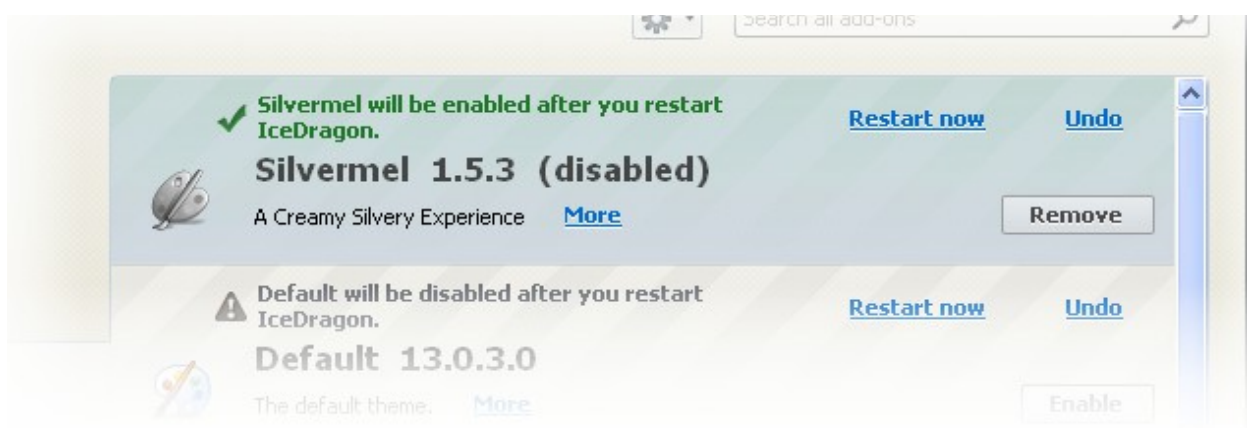 Search all add-ons
Silvermel will be enabled after you restart
IceDragon.
Restart now Undo
Silvermel 1.5.3 (disabled)
A Creamy Silvery Experience More
Remove
Default will be disabled after you restart
IceDragon.
Restart now Undo
Default 13.0.3.0
The default theme. More
Enable